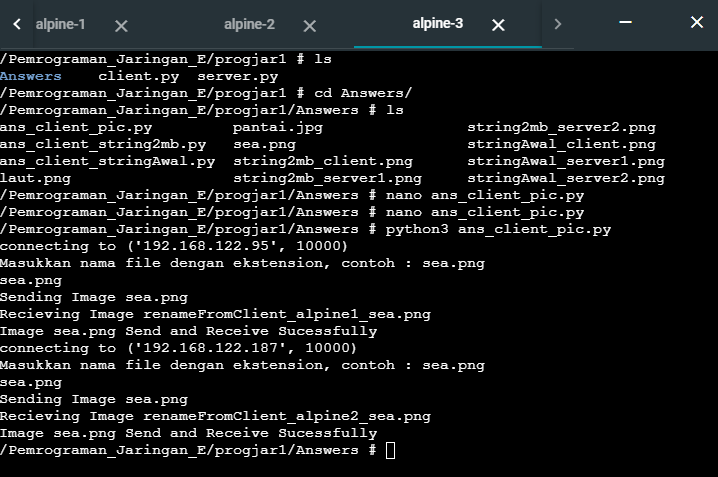 alpine-1 alpine-2 alpine-3
/Pemrograman_Jaringan_E/progjar1 # ls
Answers client.py server.py
/Pemrograman_Jaringan_E/progjar1 # cd Answers/
/Pemrograman_Jaringan_E/progjar1/Answers # ls
ans_client_pic.py pantai.jpg string2mb_server2.png
ans_client_string2mb.py sea.png stringAwal_client.png
ans_client_stringAwal.py string2mb_client.png stringAwal_server1.png
laut.png string2mb_server1.png stringAwal_server2.png
/Pemrograman_Jaringan_E/progjar1/Answers # nano ans_client_pic.py
/Pemrograman_Jaringan_E/progjar1/Answers # nano ans_client_pic.py
/Pemrograman_Jaringan_E/progjar1/Answers # python3 ans_client_pic.py
connecting to ('192.168.122.95', 10000)
Masukkan nama file dengan ekstension, contoh : sea.png
sea.png
Sending Image sea.png
Recieving Image renameFromClient_alpine1_sea.png
Image sea.png Send and Receive Sucessfully
connecting to ('192.168.122.187', 10000)
Masukkan nama file dengan ekstension, contoh : sea.png
sea.png
Sending Image sea.png
Recieving Image renameFromClient_alpine2_sea.png
Image sea.png Send and Receive Sucessfully
/Pemrograman_Jaringan_E/progjar1/Answers #